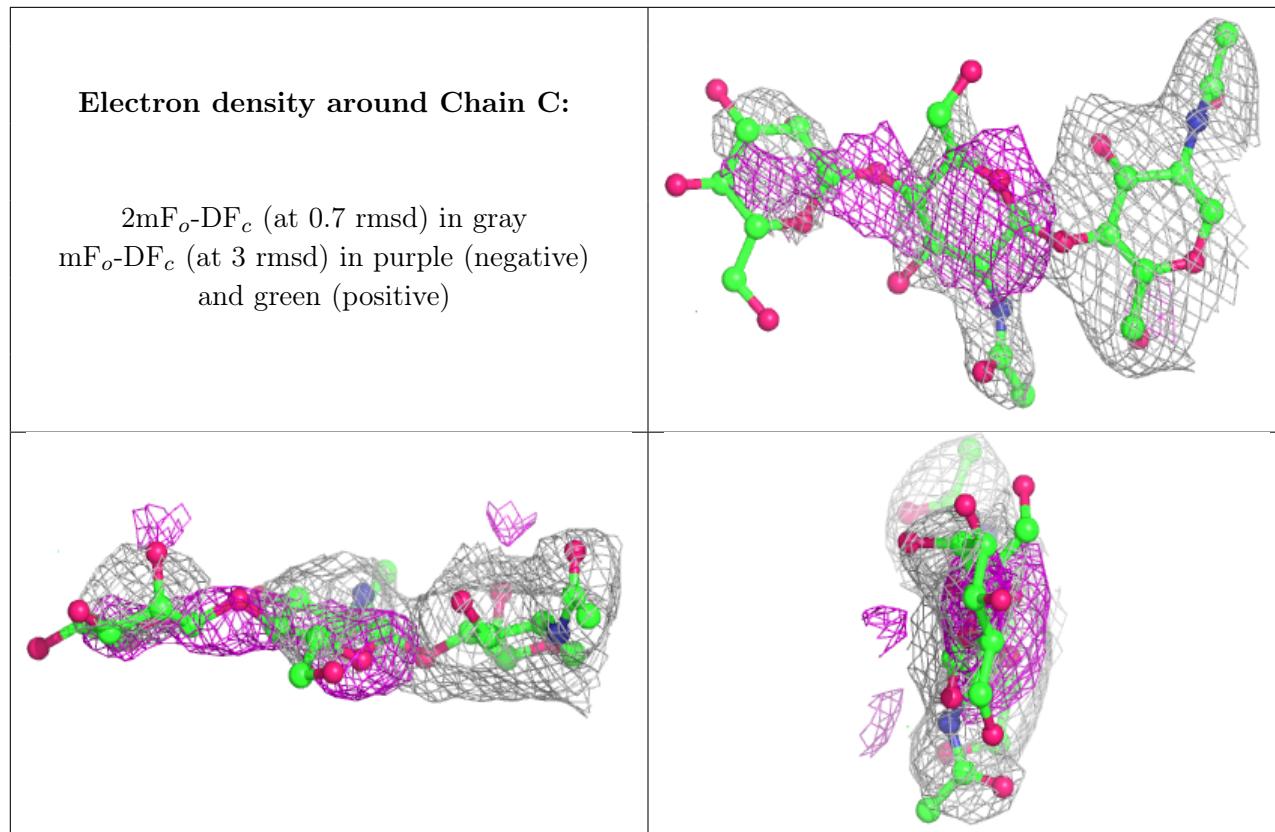 Electron density around Chain C:
2mFo-DFc (at 0.7 rmsd) in gray
mFo-DFc (at 3 rmsd) in purple (negative)
and green (positive)